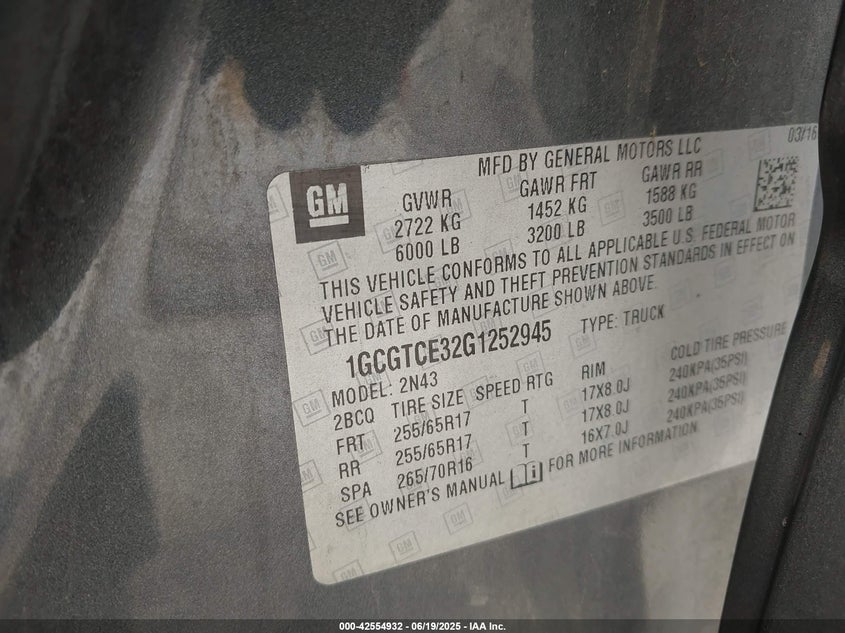 03/16
MFD BY GENERAL MOTORS LLC
GM
GVWR GAWR FRT GAWR RR
2722 KG 1452 KG 1588 KG
6000 LB 3200 LB 3500 LB
THIS VEHICLE CONFORMS TO ALL APPLICABLE U.S. FEDERAL MOTOR
VEHICLE SAFETY AND THEFT PREVENTION STANDARDS IN EFFECT ON
THE DATE OF MANUFACTURE SHOWN ABOVE.
1GCGTCE32G1252945 TYPE: TRUCK
MODEL: 2N43
2BCQ TIRE SIZE SPEED RTG RIM COLD TIRE PRESSURE
FRT 255/65R17 T 17X8.0J 240KPA(35PSI)
RR 255/65R17 T 17X8.0J 240KPA(35PSI)
SPA 265/70R16 T 16X7.0J 240KPA(35PSI)
SEE OWNER'S MANUAL FOR MORE INFORMATION.
000-42554932 - 06/19/2025 - IAA Inc.